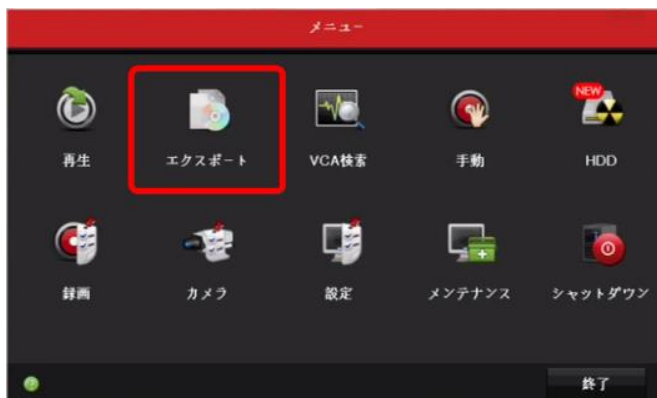 メニュー
再生
エクスポート
VCA検索
手動
NEW
HDD
録画
カメラ
設定
メンテナンス
シャットダウン
?
終了